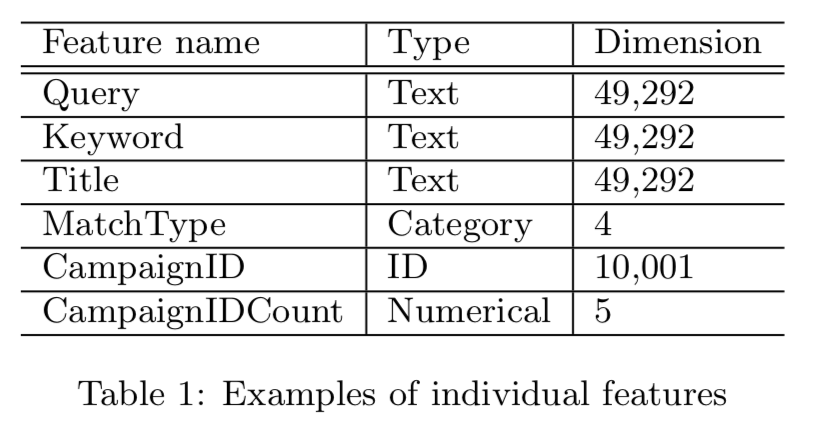 Feature name Type Dimension
Query Text 49,292
Keyword Text 49,292
Title Text 49,292
MatchType Category 4
CampaignID ID 10,001
CampaignIDCount Numerical 5
Table 1: Examples of individual features